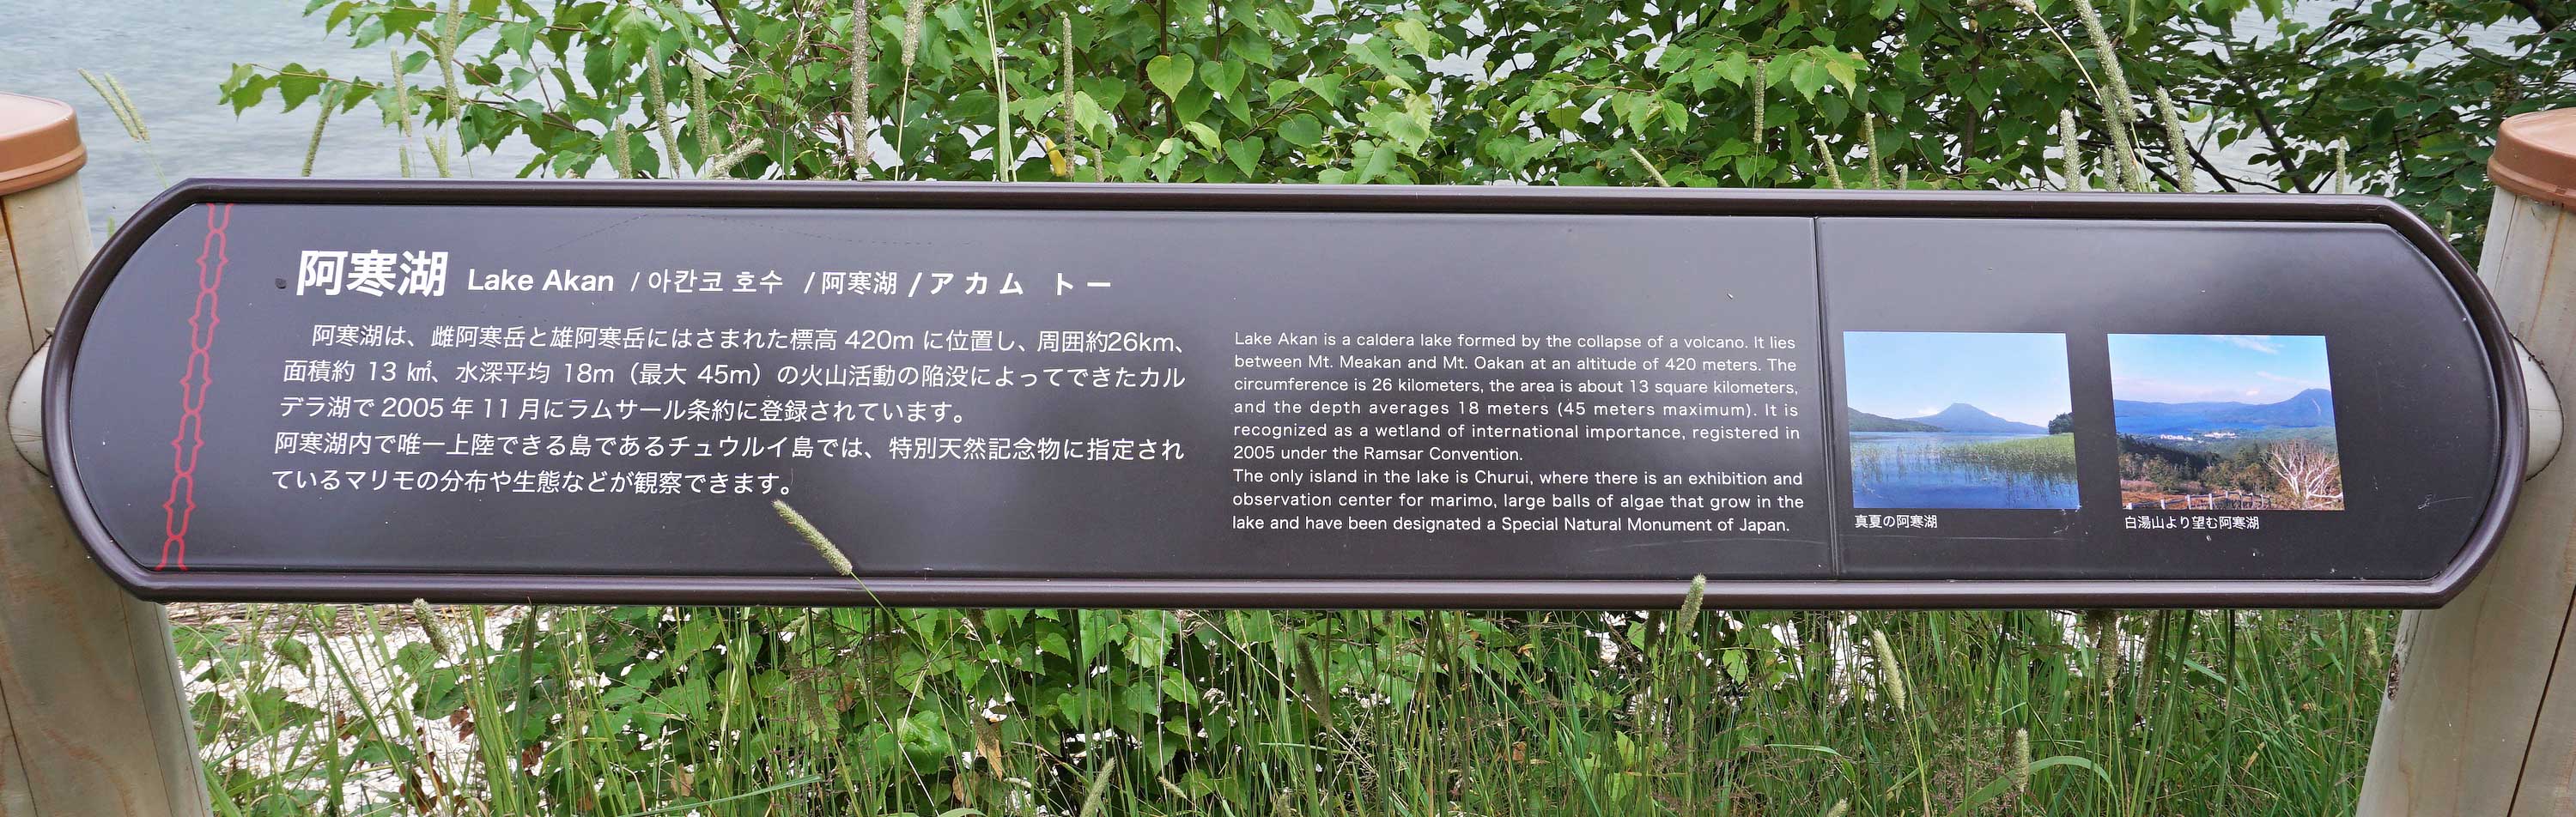 阿寒湖 Lake Akan / 아칸코 호수 / 阿寒湖 / アカム トー
阿寒湖は、雌阿寒岳と雄阿寒岳にはさまれた標高 420m に位置し、周囲約26km、
面積約 13 ㎢、水深平均 18m（最大 45m）の火山活動の陥没によってできたカル
デラ湖で 2005 年 11 月にラムサール条約に登録されています。
阿寒湖内で唯一上陸できる島であるチュウルイ島では、特別天然記念物に指定され
ているマリモの分布や生態などが観察できます。
Lake Akan is a caldera lake formed by the collapse of a volcano. It lies
between Mt. Meakan and Mt. Oakan at an altitude of 420 meters. The
circumference is 26 kilometers, the area is about 13 square kilometers,
and the depth averages 18 meters (45 meters maximum). It is
recognized as a wetland of international importance, registered in
2005 under the Ramsar Convention.
The only island in the lake is Churui, where there is an exhibition and
observation center for marimo, large balls of algae that grow in the
lake and have been designated a Special Natural Monument of Japan.
真夏の阿寒湖
白湯山より望む阿寒湖